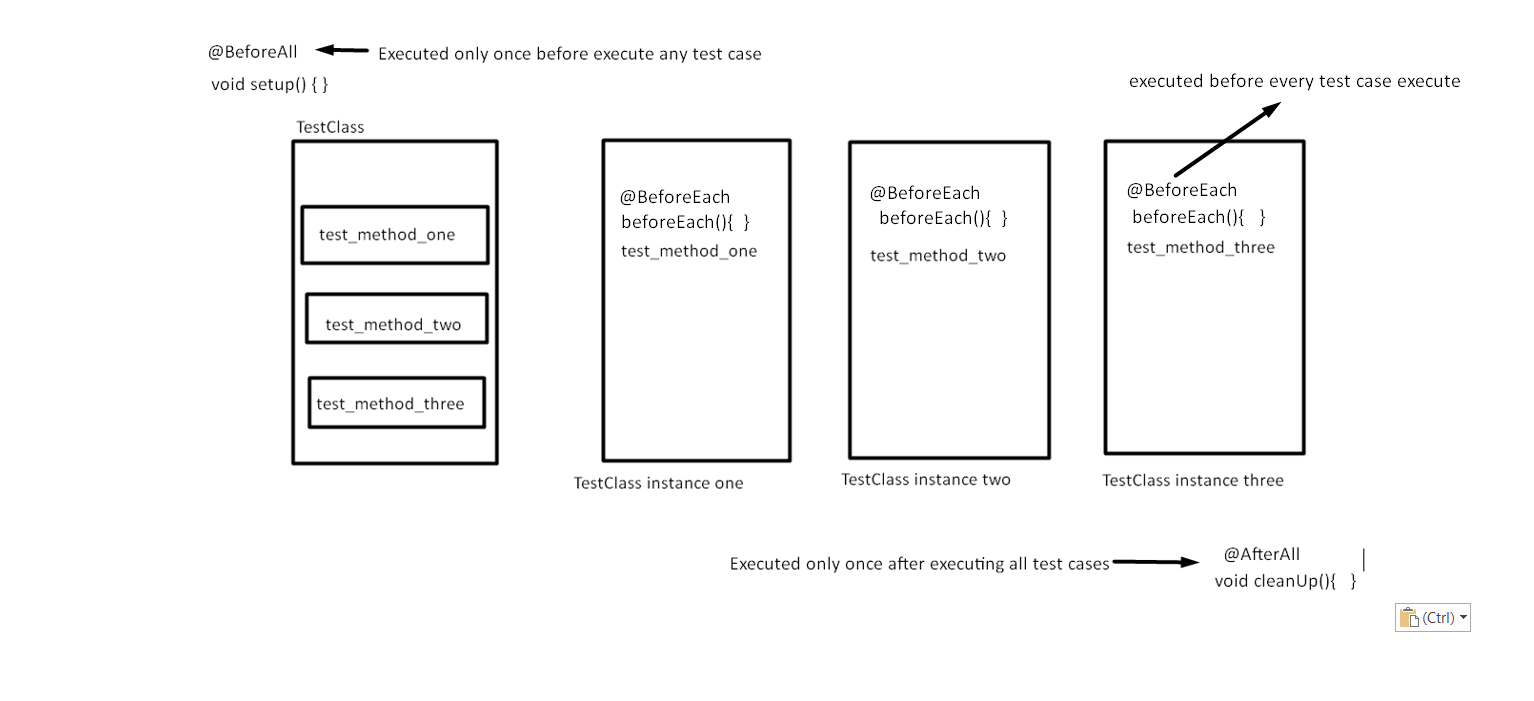 @BeforeAll
Executed only once before execute any test case
void setup() { }
executed before every test case execute
TestClass
test_method_one
test_method_two
test_method_three
@BeforeEach
beforeEach(){ }
test_method_one
TestClass instance one
@BeforeEach
beforeEach(){ }
test_method_two
TestClass instance two
@BeforeEach
beforeEach(){ }
test_method_three
TestClass instance three
Executed only once after executing all test cases
@AfterAll
void cleanUp(){ }
(Ctrl)